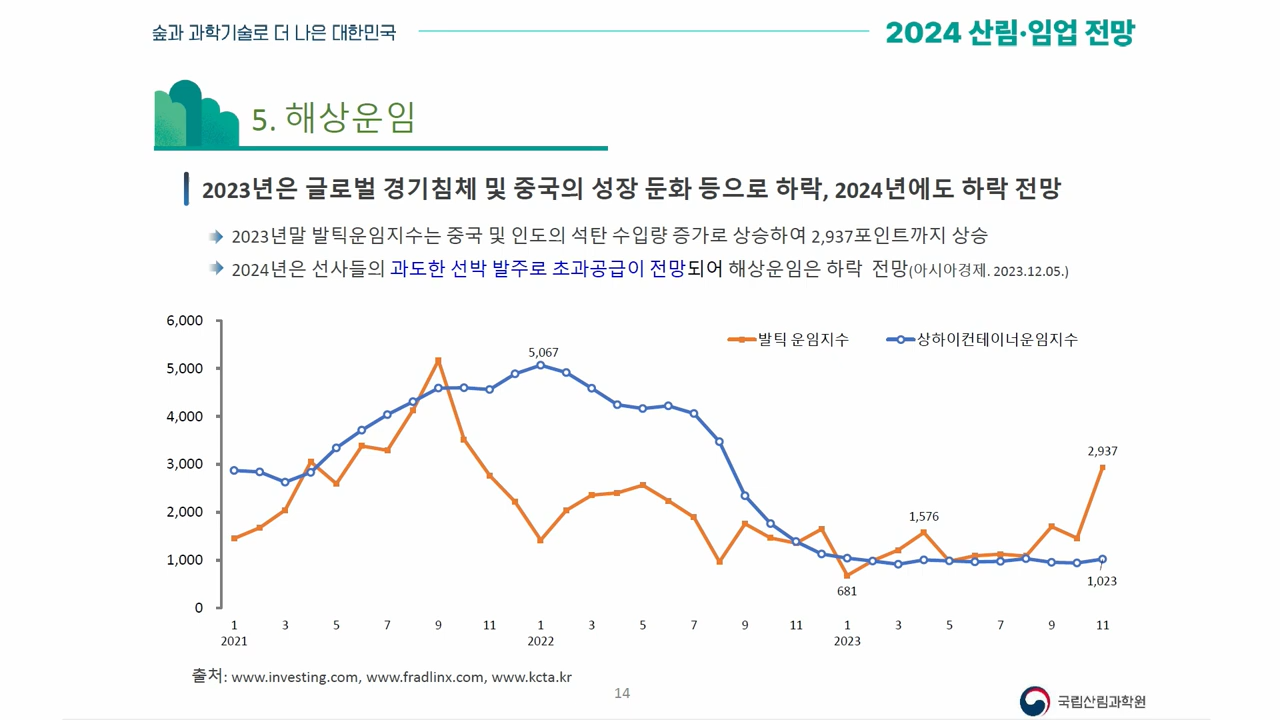 숲과 과학기술로 더 나은 대한민국
2024 산림·임업 전망
5. 해상운임
2023년은 글로벌 경기침체 및 중국의 성장 둔화 등으로 하락, 2024년에도 하락 전망
2023년말 발틱운임지수는 중국 및 인도의 석탄 수입량 증가로 상승하여 2,937포인트까지 상승
2024년은 선사들의 과도한 선박 발주로 초과공급이 전망되어 해상운임은 하락 전망(아시아경제. 2023.12.05.)
발틱 운임지수
상하이컨테이너운임지수
6,000
5,000
4,000
3,000
2,000
1,000
0
5,067
2,937
1,576
681
1,023
1 3 5 7 9 11 1 3 5 7 9 11 1 3 5 7 9 11
2021 2022 2023
출처: www.investing.com, www.fradlinx.com, www.kcta.kr
14
국립산림과학원